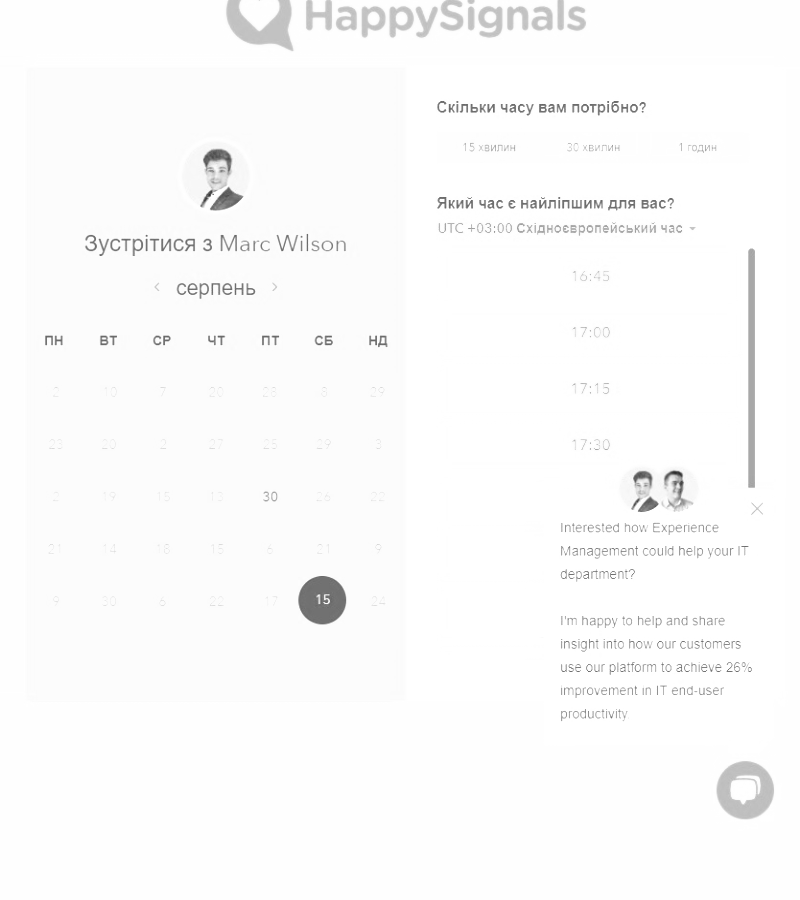 HappySignals
Зустрітися з Marc Wilson
серпень
ПН ВТ СР ЧТ ПТ СБ НД
2 10 7 20 28 8 29
23 20 2 27 25 29 3
2 19 15 13 30 26 22
21 14 18 15 6 21 9
9 30 6 22 17 15 24
Скільки часу вам потрібно?
15 хвилин 30 хвилин 1 годин
Який час є найліпшим для вас?
UTC +03:00 Східноєвропейський час
16:45
17:00
17:15
17:30
Interested how Experience
Management could help your IT
department?
I'm happy to help and share
insight into how our customers
use our platform to achieve 26%
improvement in IT end-user
productivity.